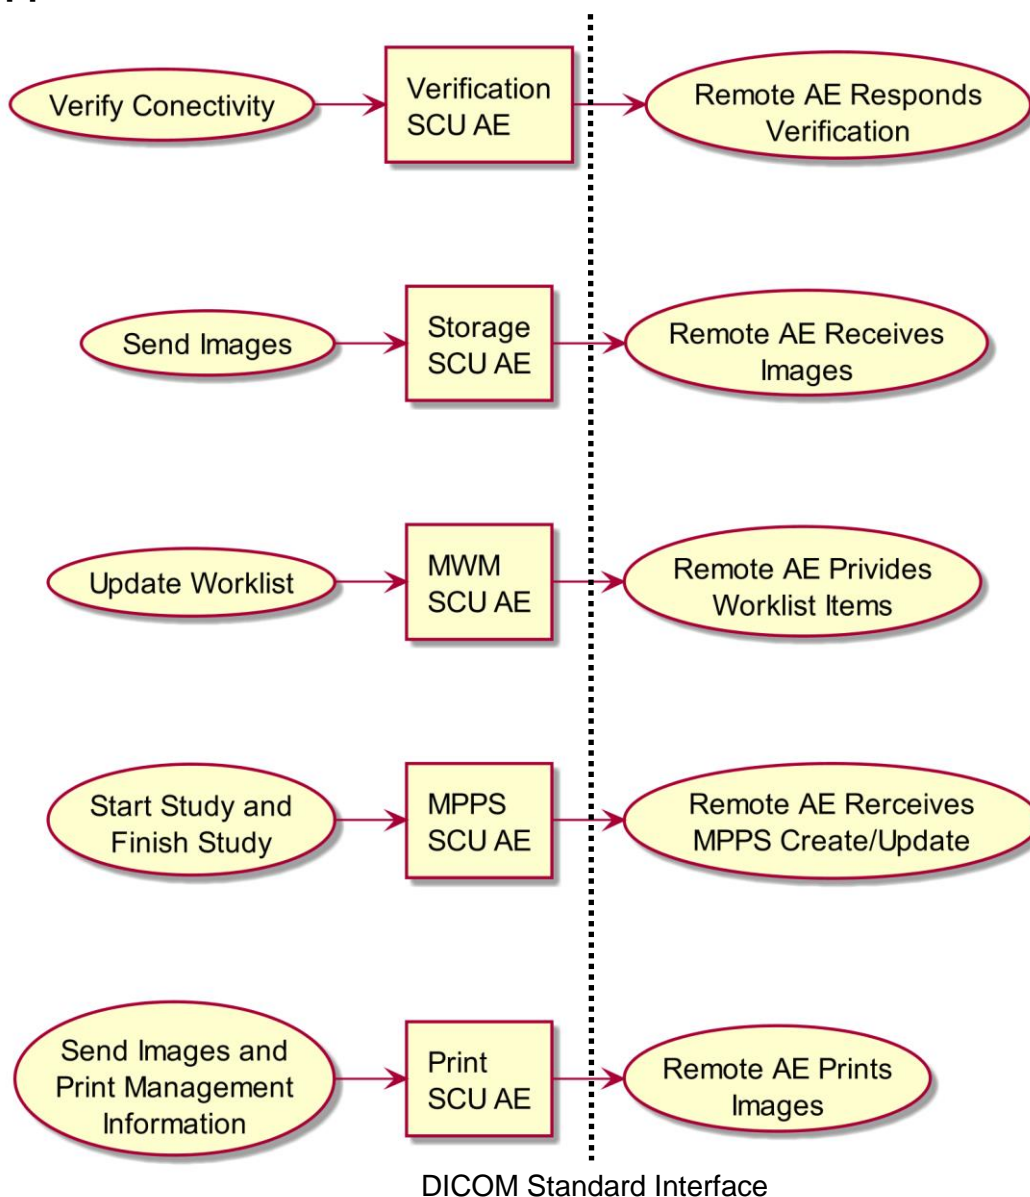 Verify Conectivity
Verification
SCU AE
Remote AE Responds
Verification
Send Images
Storage
SCU AE
Remote AE Receives
Images
Update Worklist
MWM
SCU AE
Remote AE Privides
Worklist Items
Start Study and
Finish Study
MPPS
SCU AE
Remote AE Rerceives
MPPS Create/Update
Send Images and
Print Management
Information
Print
SCU AE
Remote AE Prints
Images
DICOM Standard Interface